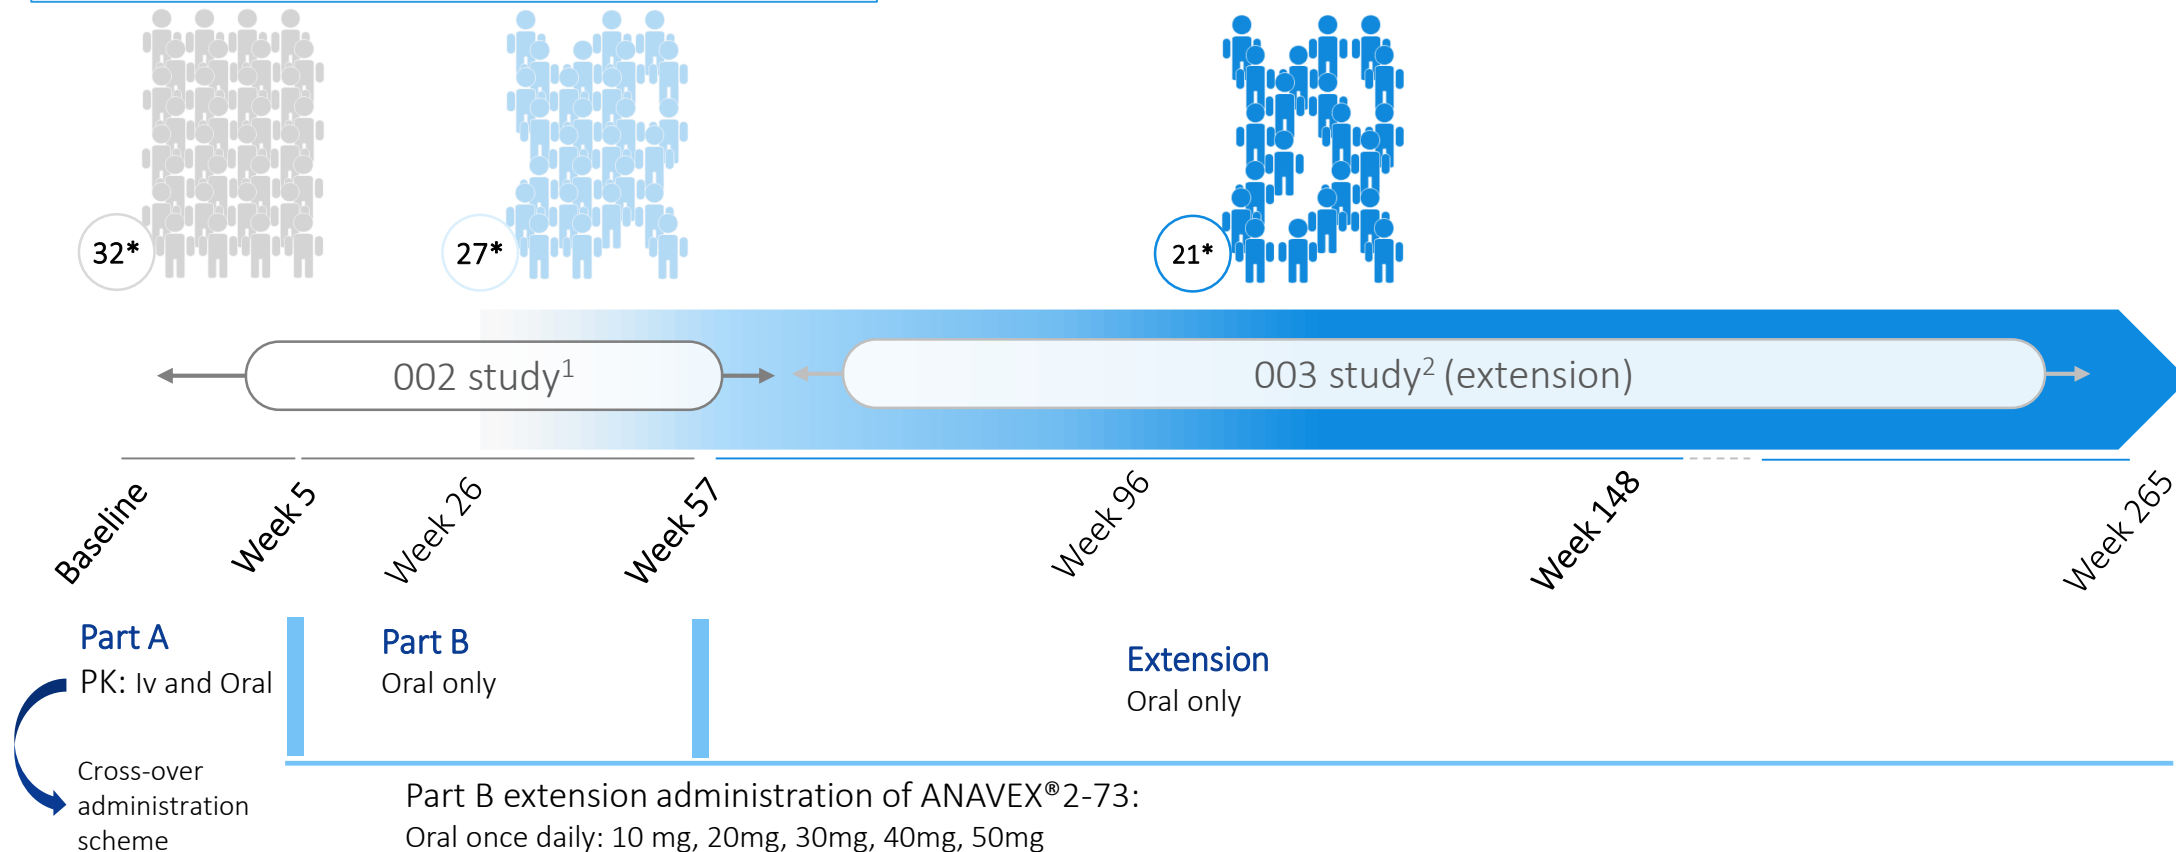 32*
27*
21*
002 study1
003 study2 (extension)
Baseline
Week 5
Week 26
Week 57
Week 96
Week 148
Week 265
Part A
PK: Iv and Oral
Part B
Oral only
Extension
Oral only
Cross-over
administration
scheme
Part B extension administration of ANAVEX®2-73:
Oral once daily: 10 mg, 20mg, 30mg, 40mg, 50mg